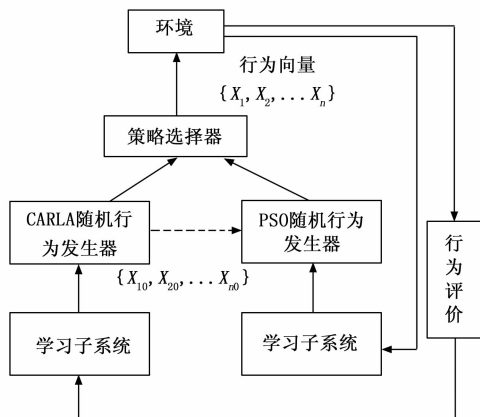 环境
行为向量
{X₁, X₂, ... Xₙ}
策略选择器
CARLA随机行
为发生器
PSO随机行为
发生器
{X₁₀, X₂₀, ... Xₙ₀}
学习子系统
学习子系统
行
为
评
价